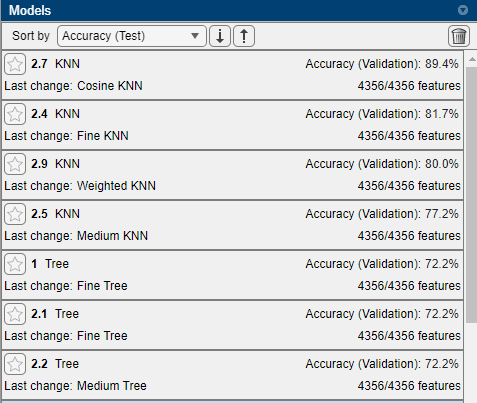 Models
Sort by Accuracy (Test)
2.7 KNN Accuracy (Validation): 89.4%
Last change: Cosine KNN 4356/4356 features
2.4 KNN Accuracy (Validation): 81.7%
Last change: Fine KNN 4356/4356 features
2.9 KNN Accuracy (Validation): 80.0%
Last change: Weighted KNN 4356/4356 features
2.5 KNN Accuracy (Validation): 77.2%
Last change: Medium KNN 4356/4356 features
1 Tree Accuracy (Validation): 72.2%
Last change: Fine Tree 4356/4356 features
2.1 Tree Accuracy (Validation): 72.2%
Last change: Fine Tree 4356/4356 features
2.2 Tree Accuracy (Validation): 72.2%
Last change: Medium Tree 4356/4356 features